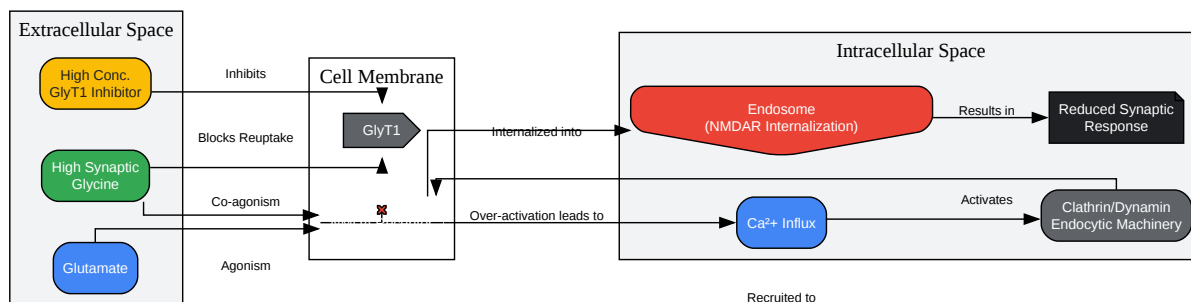 Extracellular Space
High Conc.
GlyT1 Inhibitor
High Synaptic
Glycine
Glutamate
Inhibits
Blocks Reuptake
Co-agonism
Agonism
Cell Membrane
GlyT1
Internalized into
Over-activation leads to
Intracellular Space
Endosome
(NMDAR Internalization)
Results in
Reduced Synaptic
Response
Ca²+ Influx
Activates
Clathrin/Dynamin
Endocytic Machinery
Recruited to